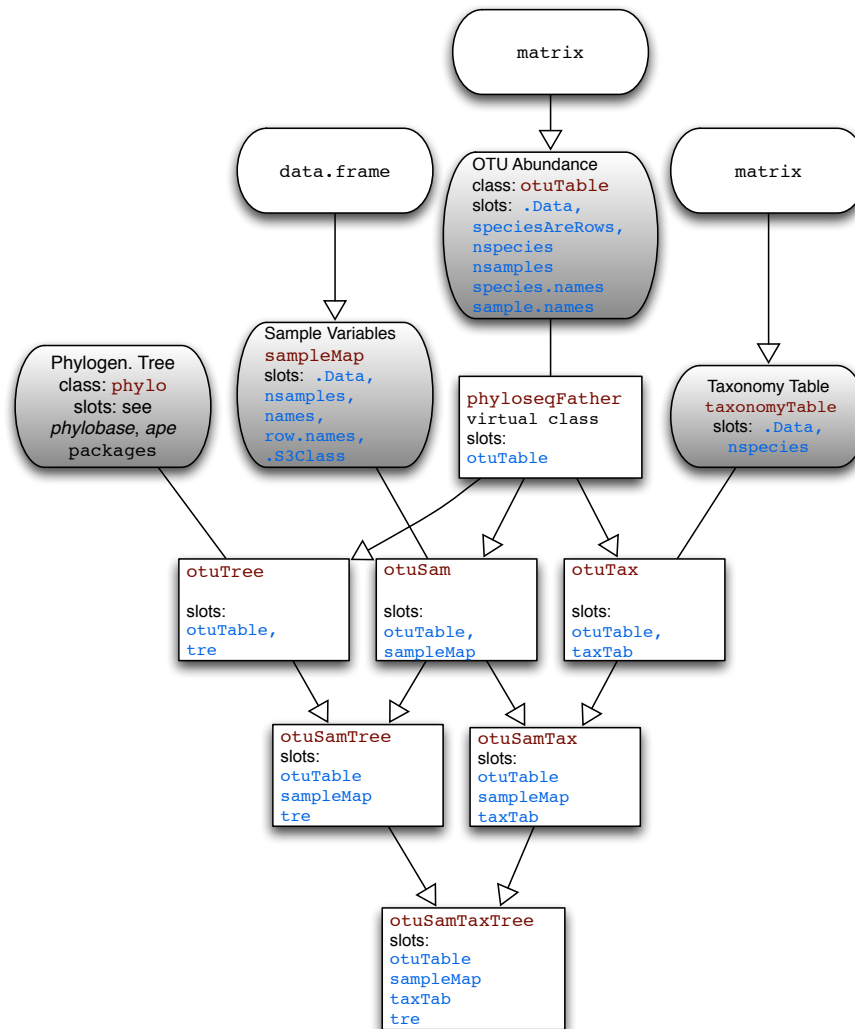 matrix
data.frame
OTU Abundance
class: otuTable
slots: .Data,
speciesAreRows,
nspecies
nsamples
species.names
sample.names
matrix
Phylogen. Tree
class: phylo
slots: see
phylobase, ape
packages
Sample Variables
sampleMap
slots: .Data,
nsamples,
names,
row.names,
.S3Class
phyloseqFather
virtual class
slots:
otuTable
Taxonomy Table
taxonomyTable
slots: .Data,
nspecies
otuTree
slots:
otuTable,
tre
otuSam
slots:
otuTable,
sampleMap
otuTax
slots:
otuTable,
taxTab
otuSamTree
slots:
otuTable
sampleMap
tre
otuSamTax
slots:
otuTable
sampleMap
taxTab
otuSamTaxTree
slots:
otuTable
sampleMap
taxTab
tre